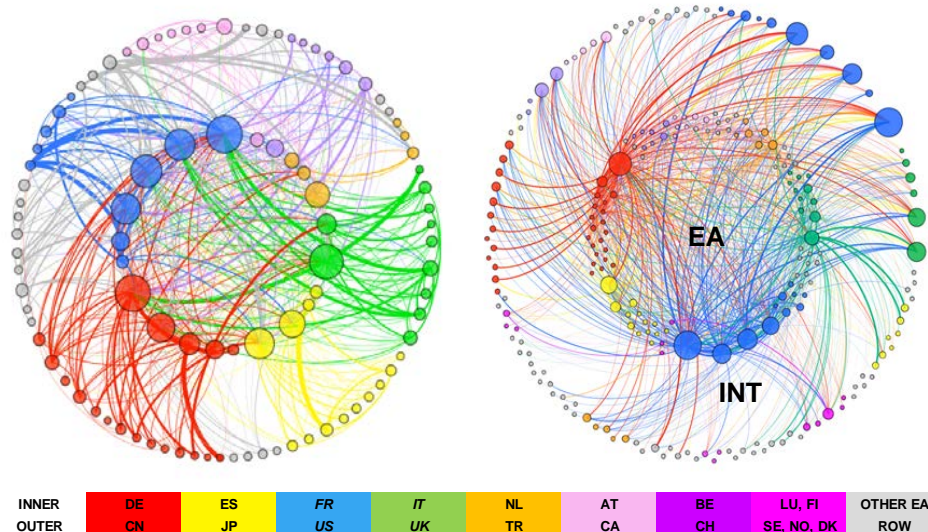 EA
INT
INNER DE ES FR IT NL AT BE LU, FI OTHER EA
OUTER CN JP US UK TR CA CH SE, NO, DK ROW